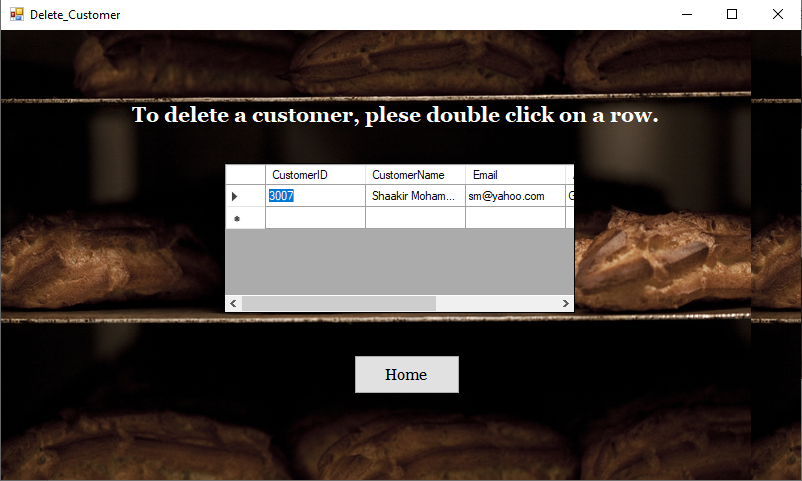 Delete_Customer
To delete a customer, plese double click on a row.
CustomerID CustomerName Email
3007 Shaakir Moham... sm@yahoo.com G
Home